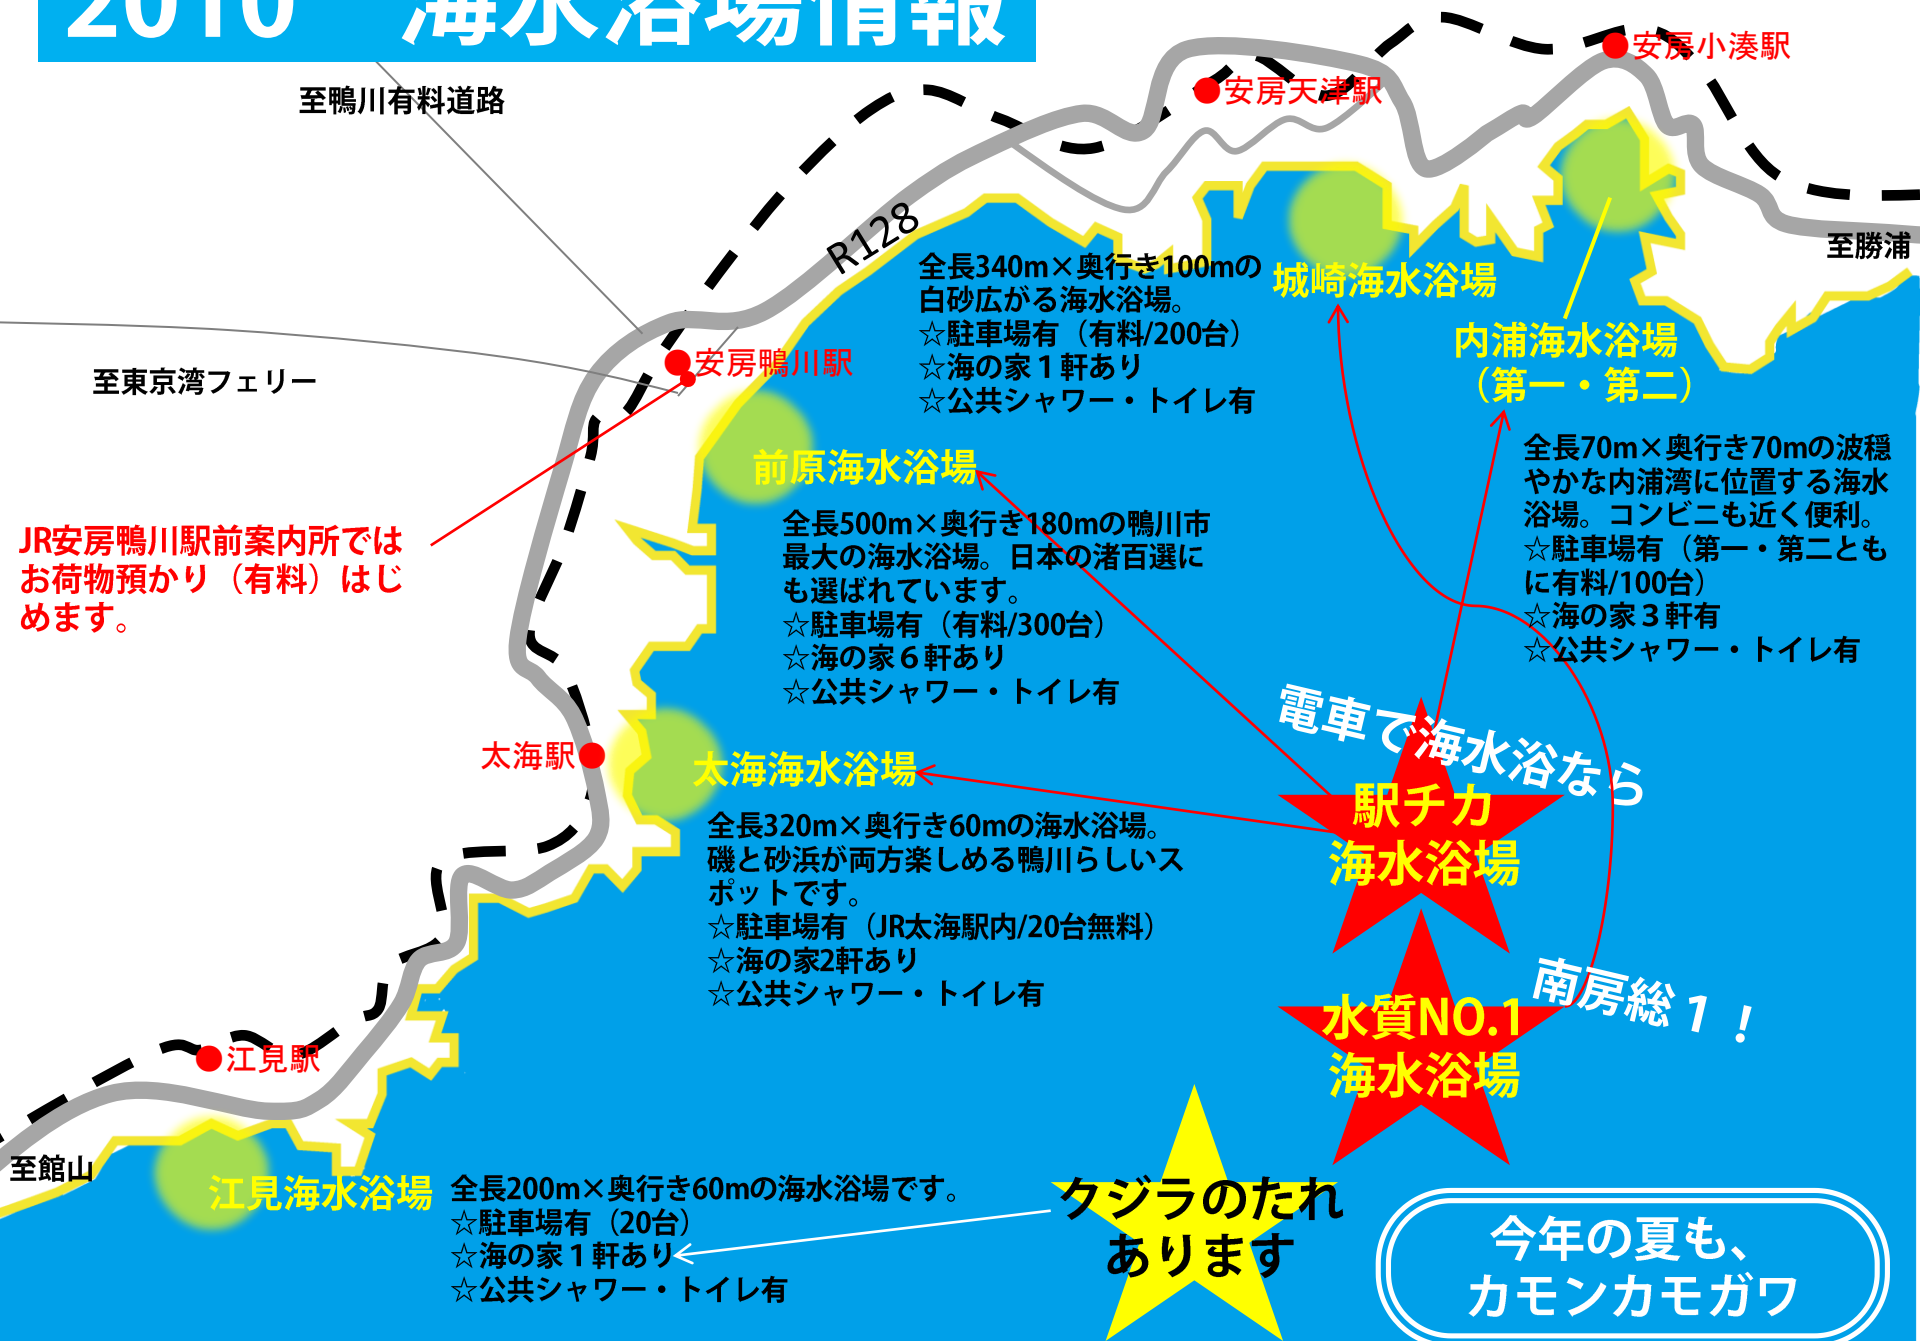 2010 海水浴場情報
至鴨川有料道路
安房小湊駅
安房天津駅
R128
至勝浦
至東京湾フェリー
安房鴨川駅
全長340m×奥行き100mの
白砂広がる海水浴場。
☆駐車場有（有料/200台）
☆海の家１軒あり
☆公共シャワー・トイレ有
城崎海水浴場
内浦海水浴場
（第一・第二）
全長70m×奥行き70mの波穏
やかな内浦湾に位置する海水
浴場。コンビニも近く便利。
☆駐車場有（第一・第二とも
に有料/100台）
☆海の家３軒有
☆公共シャワー・トイレ有
前原海水浴場
全長500m×奥行き180mの鴨川市
最大の海水浴場。日本の渚百選に
も選ばれています。
☆駐車場有（有料/300台）
☆海の家６軒あり
☆公共シャワー・トイレ有
JR安房鴨川駅前案内所では
お荷物預かり（有料）はじ
めます。
太海駅
太海海水浴場
全長320m×奥行き60mの海水浴場。
磯と砂浜が両方楽しめる鴨川らしいス
ポットです。
☆駐車場有（JR太海駅内/20台無料）
☆海の家2軒あり
☆公共シャワー・トイレ有
電車で海水浴なら
駅チカ
海水浴場
南房総１！
水質NO.1
海水浴場
江見駅
至館山
江見海水浴場
全長200m×奥行き60mの海水浴場です。
☆駐車場有（20台）
☆海の家１軒あり
☆公共シャワー・トイレ有
クジラのたれ
あります
今年の夏も、
カモンカモガワ